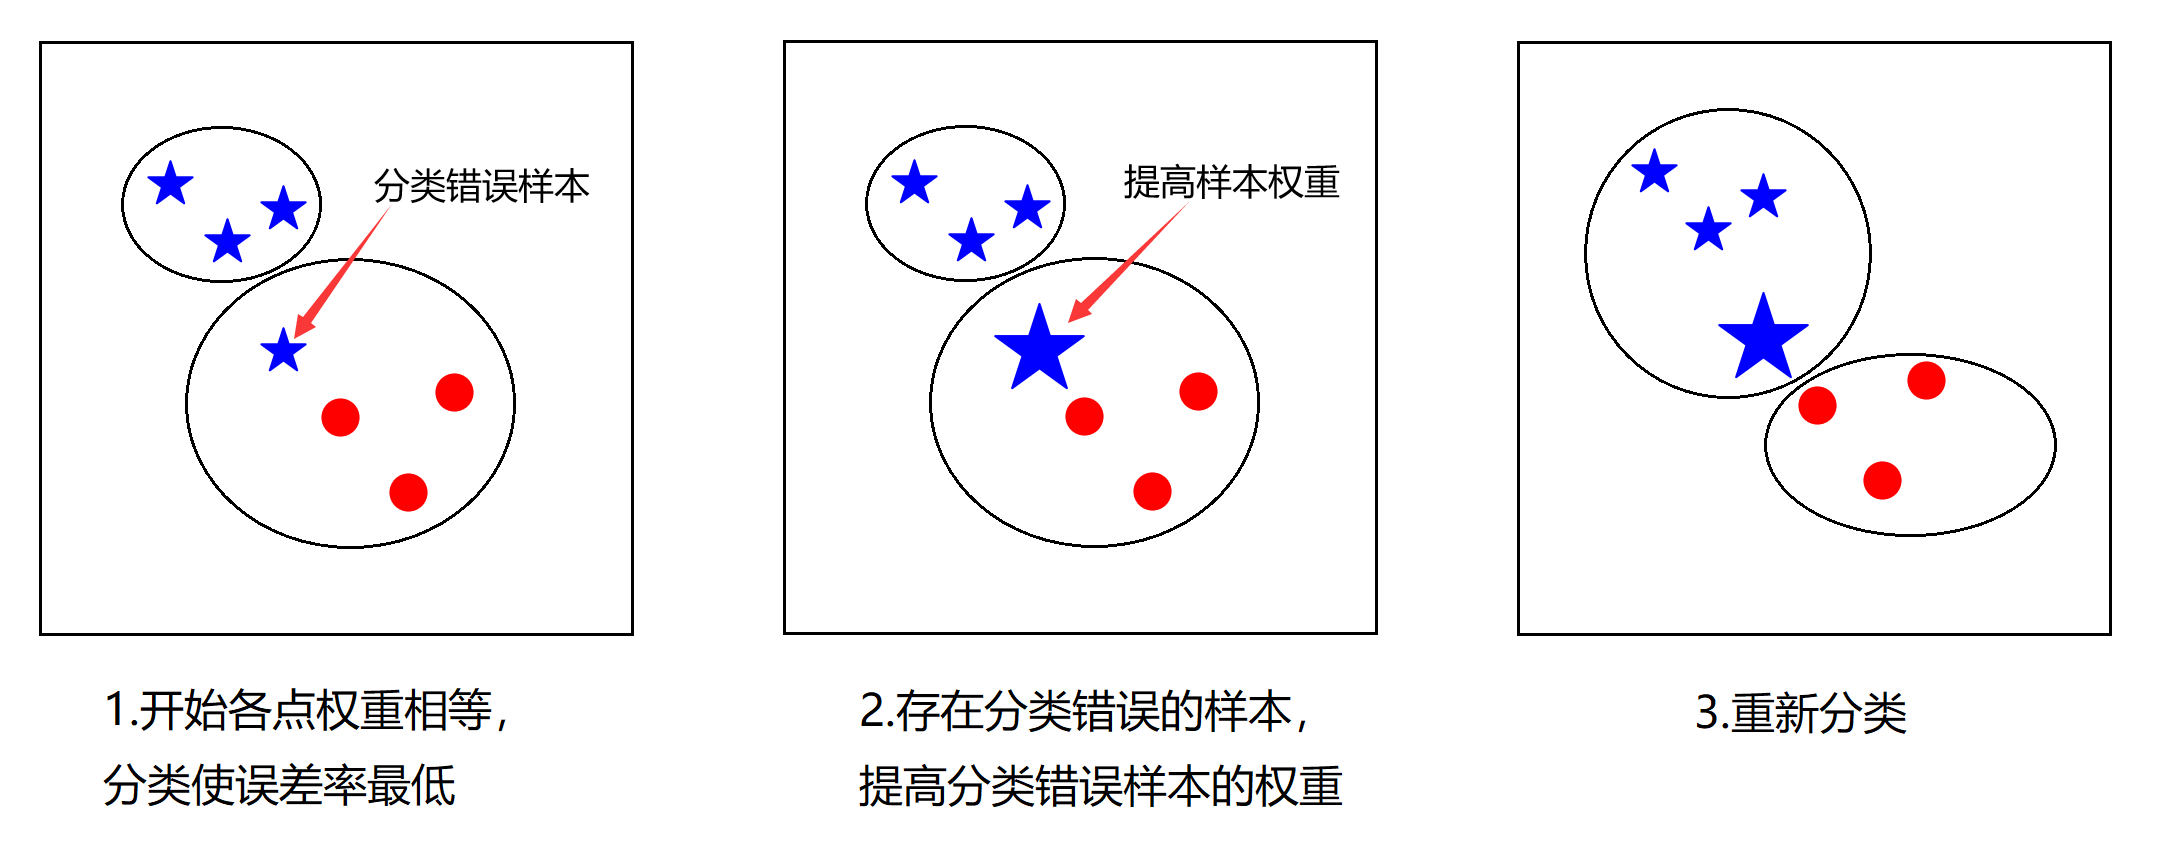 分类错误样本
提高样本权重
1.开始各点权重相等，
分类使误差率最低
2.存在分类错误的样本，
提高分类错误样本的权重
3.重新分类